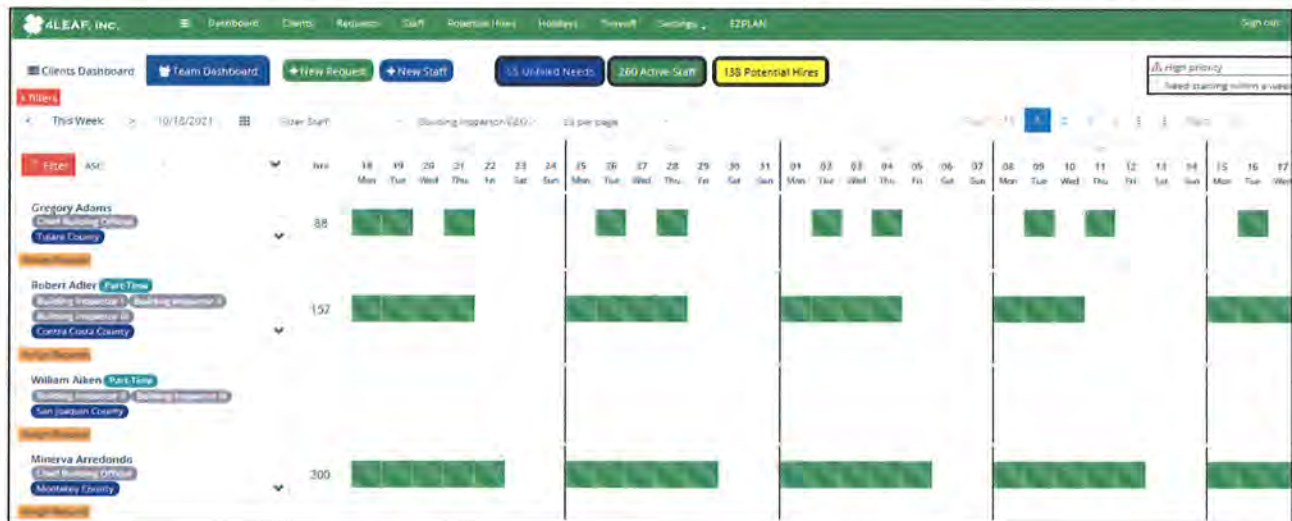 4LEAF, INC. Dashboard Clients Requests Staff Potential Hires Holidays Timeoff Settings EZPLAN Sign out
Clients Dashboard Team Dashboard +New Request +New Staff Unfilled Needs 260 Active Staff 138 Potential Hires
High priority
Need starting within a week
Filters
< This Week > 10/18/2021 Filter Staff Building Inspector per page
Filter ASC hrs 18 19 20 21 22 23 24 25 26 27 28 29 30 31 01 02 03 04 05 06 07 08 09 10 11 12 13 14 15 16 17
Mon Tue Wed Thu Fri Sat Sun Mon Tue Wed Thu Fri Sat Sun Mon Tue Wed Thu Fri Sat Sun Mon Tue Wed Thu Fri Sat Sun Mon Tue Wed
Gregory Adams
Chief Building Official
88
Tulare County
Robert Adler Part-Time
Building Inspector I Building Inspector II
157
Building Inspector III
Contra Costa County
William Aiken Part-Time
Building Inspector Building Inspector
San Joaquin County
Minerva Arredondo
Chief Building Official
200
Monterey County